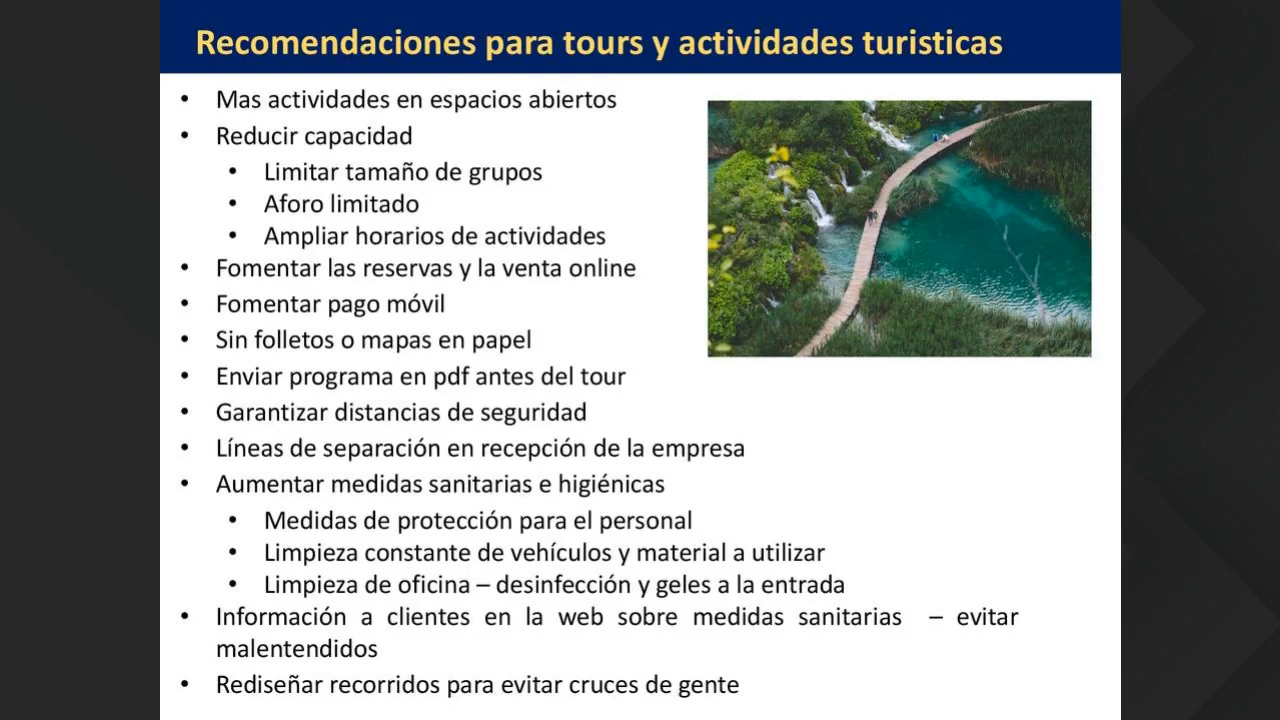 Recomendaciones para tours y actividades turisticas
• Mas actividades en espacios abiertos
• Reducir capacidad
• Limitar tamaño de grupos
• Aforo limitado
• Ampliar horarios de actividades
• Fomentar las reservas y la venta online
• Fomentar pago móvil
• Sin folletos o mapas en papel
• Enviar programa en pdf antes del tour
• Garantizar distancias de seguridad
• Líneas de separación en recepción de la empresa
• Aumentar medidas sanitarias e higiénicas
• Medidas de protección para el personal
• Limpieza constante de vehículos y material a utilizar
• Limpieza de oficina – desinfección y geles a la entrada
• Información a clientes en la web sobre medidas sanitarias – evitar
malentendidos
• Rediseñar recorridos para evitar cruces de gente